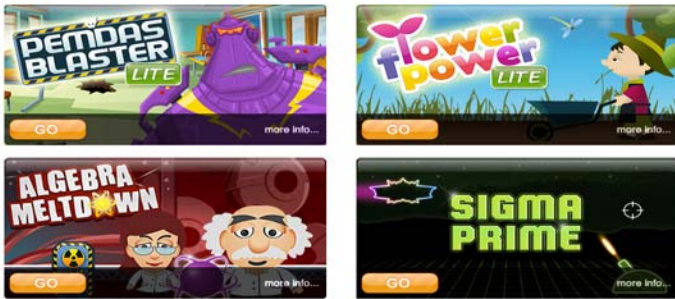 PEMDAS
BLASTER
LITE
GO
more info...
flower
power
LITE
GO
more info...
ALGEBRA
MELTDOWN
GO
more info...
SIGMA
PRIME
GO
more info...